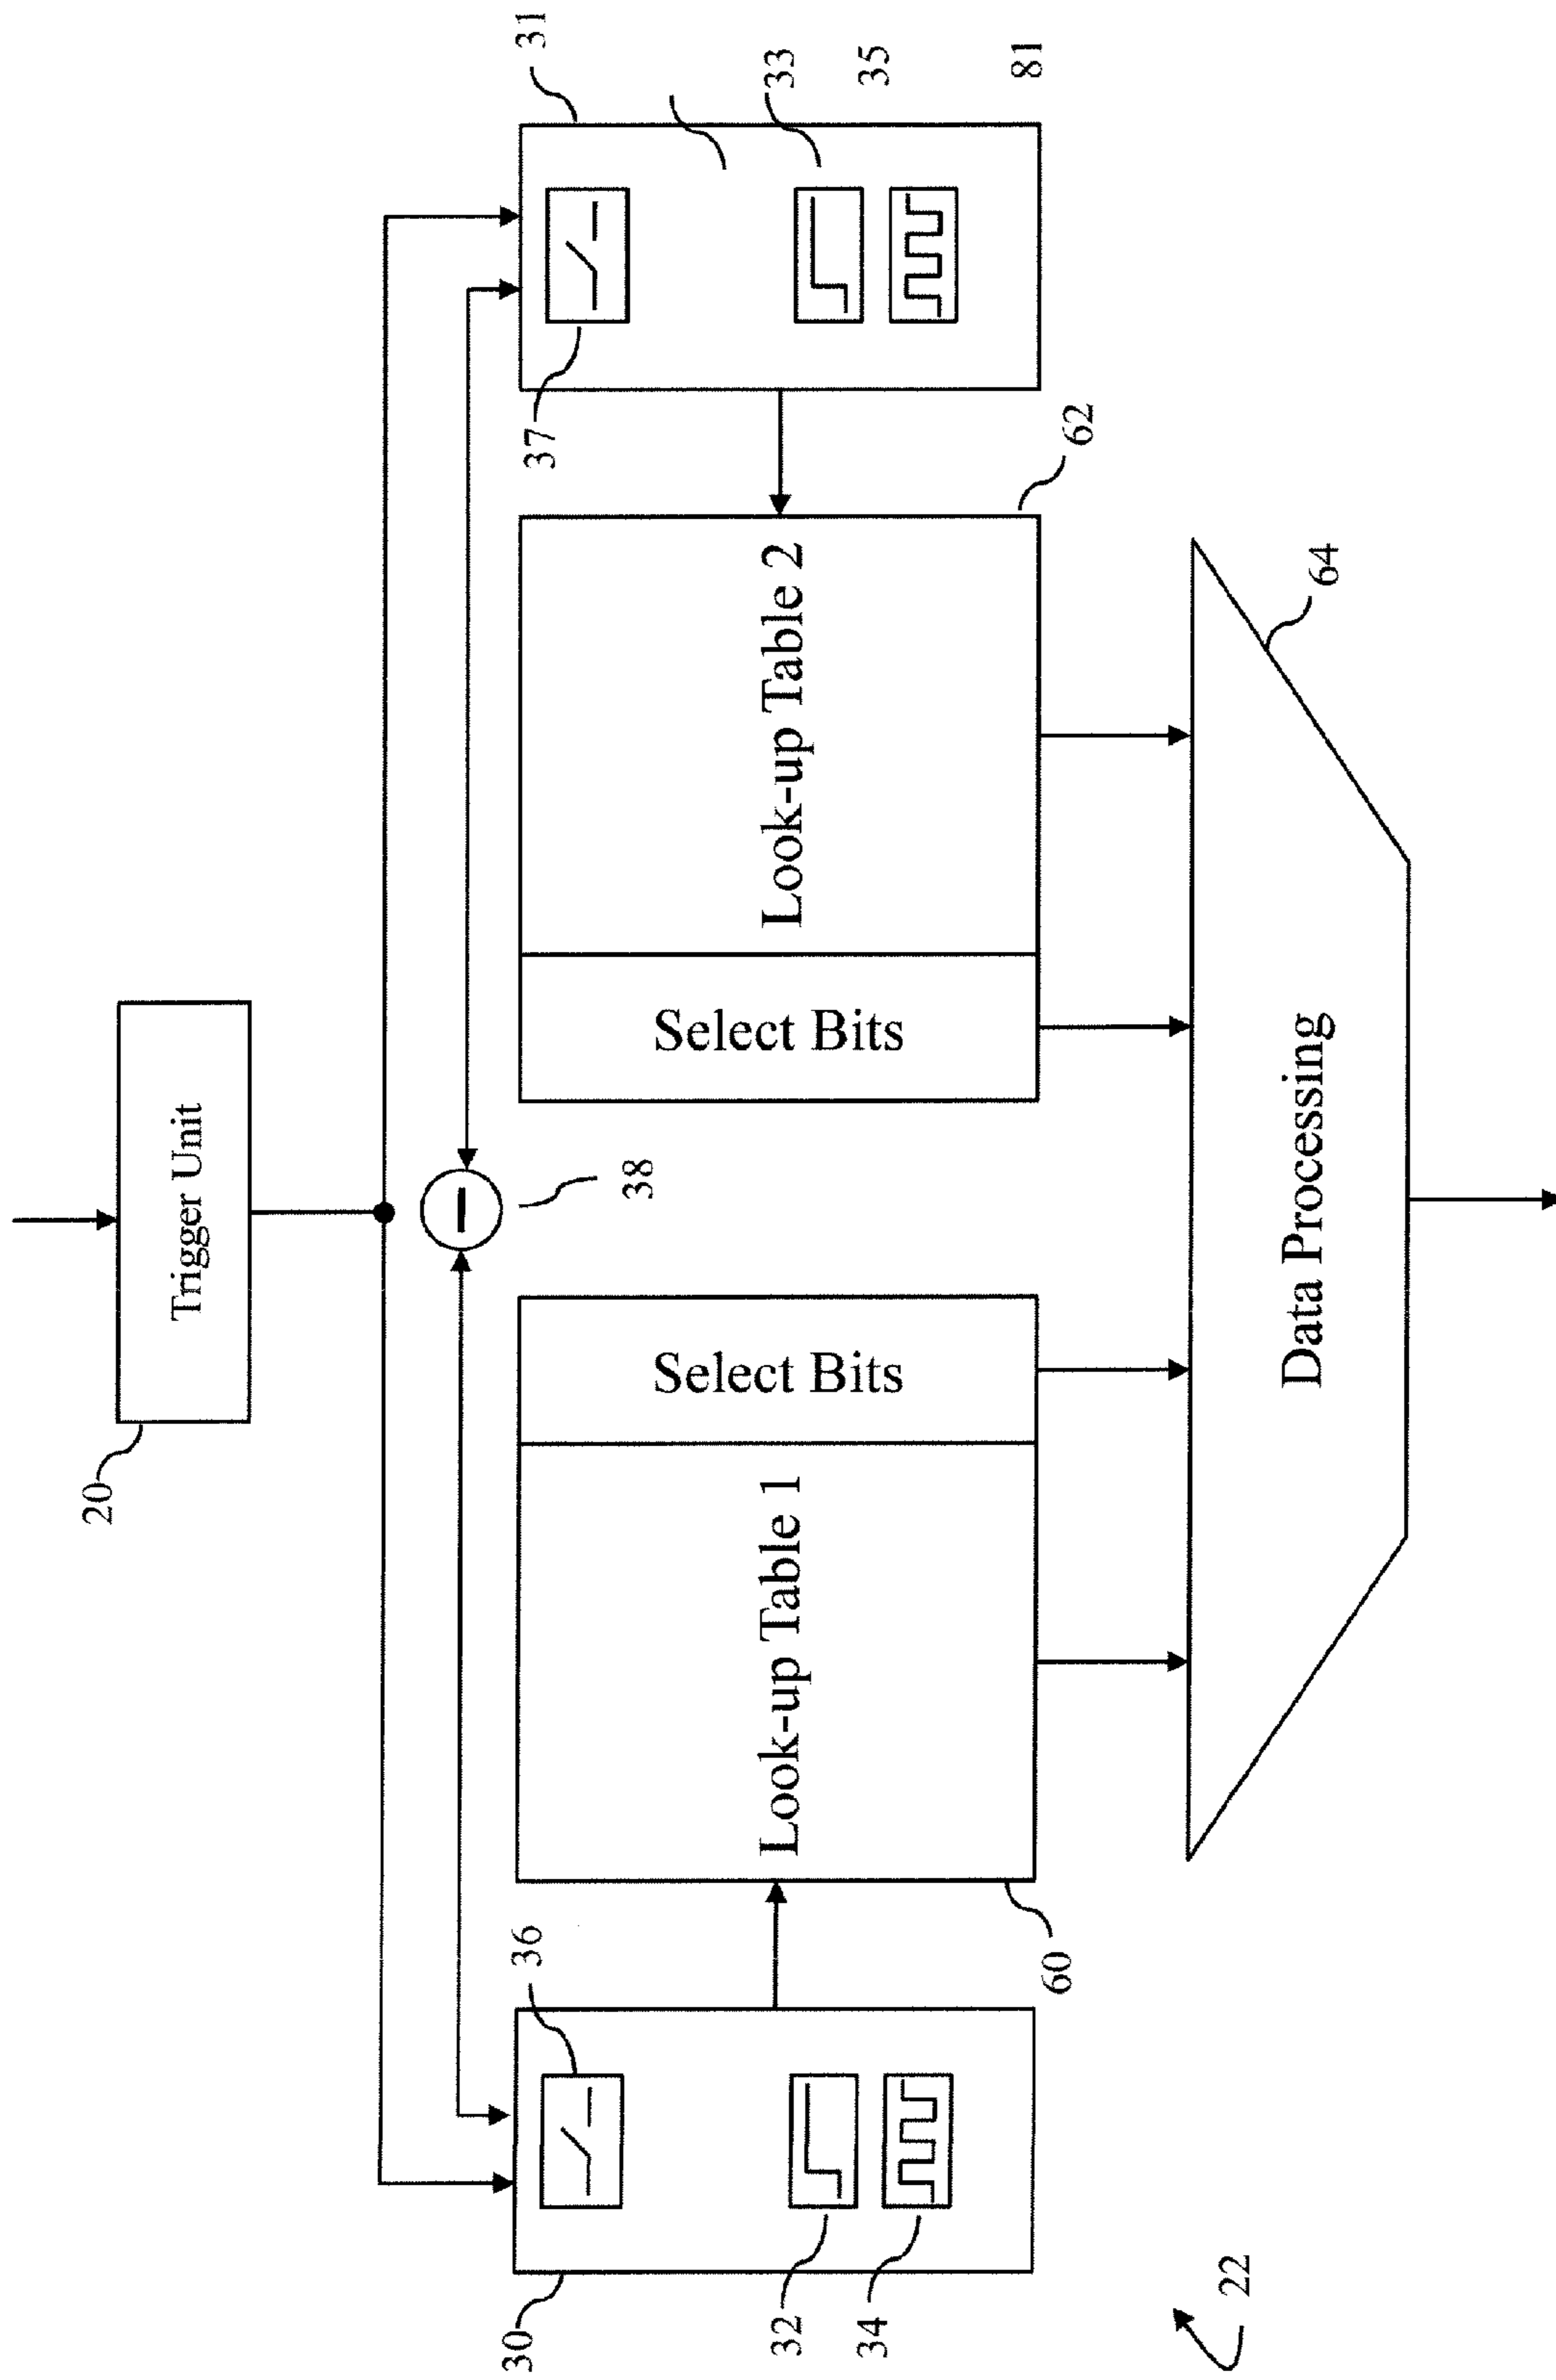 Trigger Unit
20
31
33
35
81
37
38
36
30
Look-up Table 1
Select Bits
Select Bits
Look-up Table 2
62
60
32
34
64
Data Processing
22